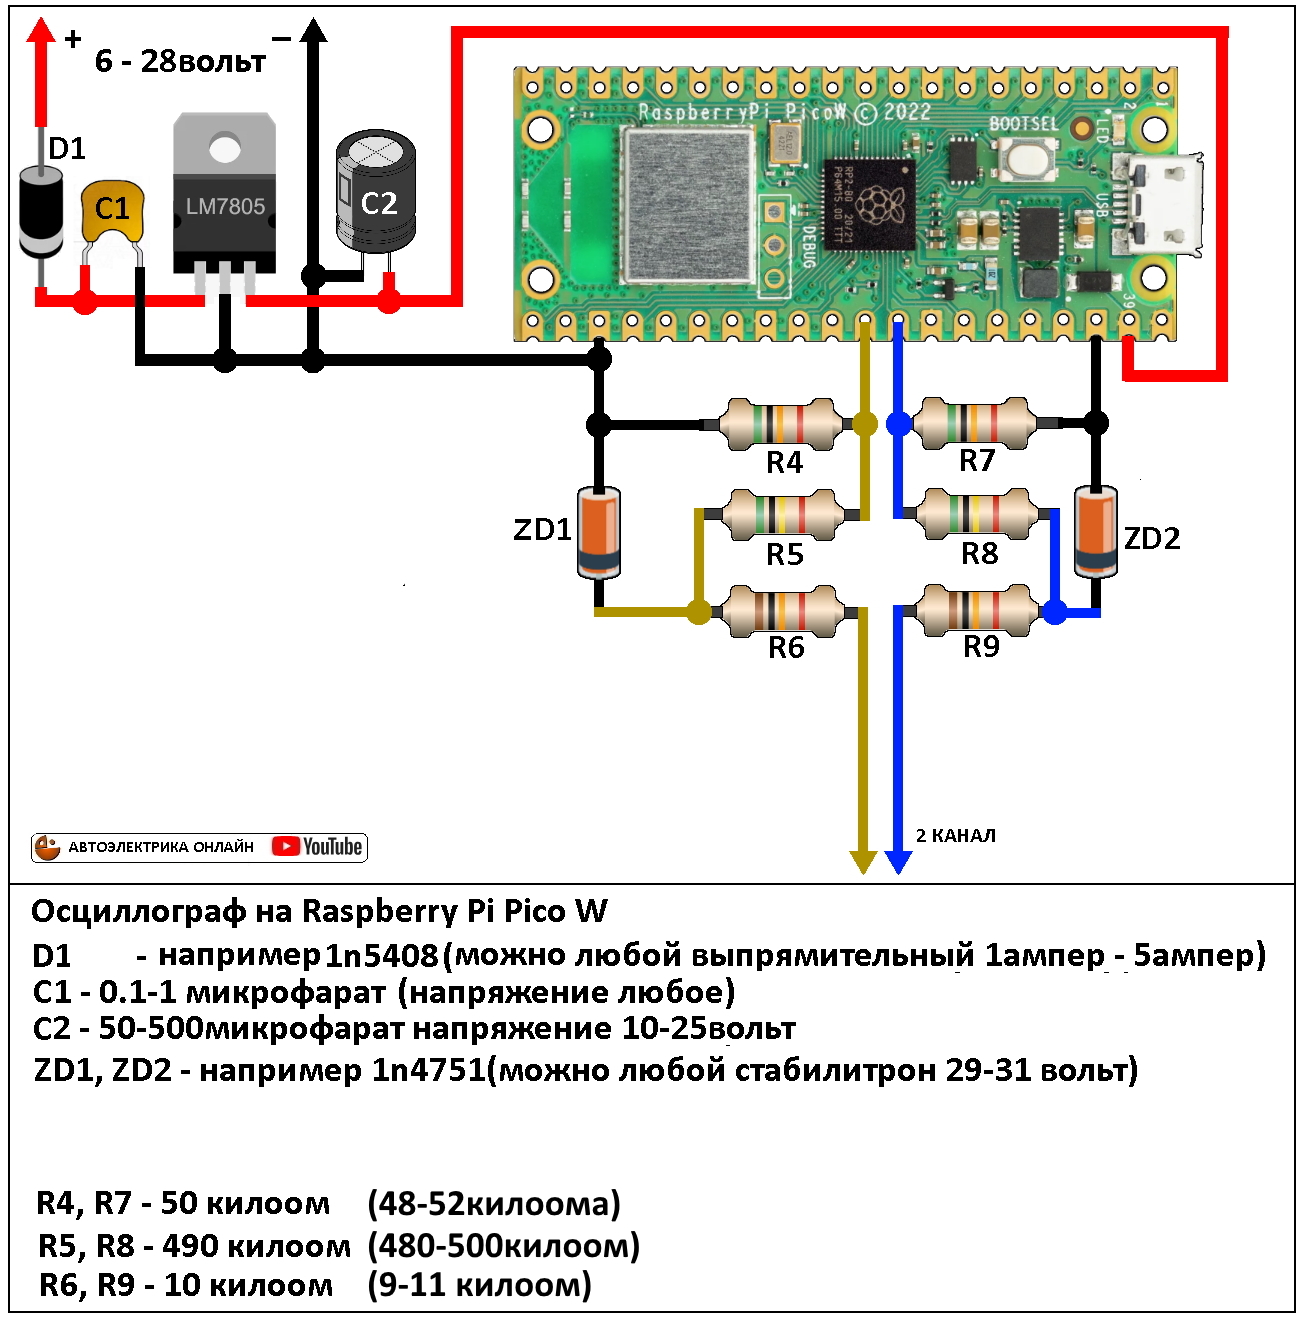 + 6 - 28вольт –
D1
C1
LM7805
C2
RaspberryPi PicoW © 2022
BOOTSEL
LED
2
1
USB
DEBUG
39
R4
R7
ZD1
R5
R8
ZD2
R6
R9
2 КАНАЛ
АВТОЭЛЕКТРИКА ОНЛАЙН YouTube
Осциллограф на Raspberry Pi Pico W
D1 - например 1n5408 (можно любой выпрямительный 1ампер - 5ампер)
C1 - 0.1-1 микрофарат (напряжение любое)
C2 - 50-500микрофарат напряжение 10-25вольт
ZD1, ZD2 - например 1n4751(можно любой стабилитрон 29-31 вольт)
R4, R7 - 50 килоом (48-52килоома)
R5, R8 - 490 килоом (480-500килоом)
R6, R9 - 10 килоом (9-11 килоом)